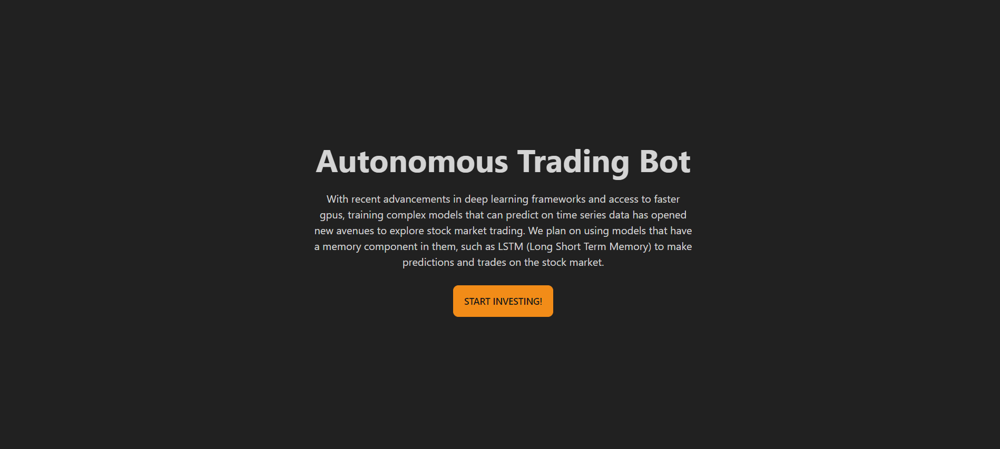 Autonomous Trading Bot
With recent advancements in deep learning frameworks and access to faster
gpus, training complex models that can predict on time series data has opened
new avenues to explore stock market trading. We plan on using models that have
a memory component in them, such as LSTM (Long Short Term Memory) to make
predictions and trades on the stock market.
START INVESTING!